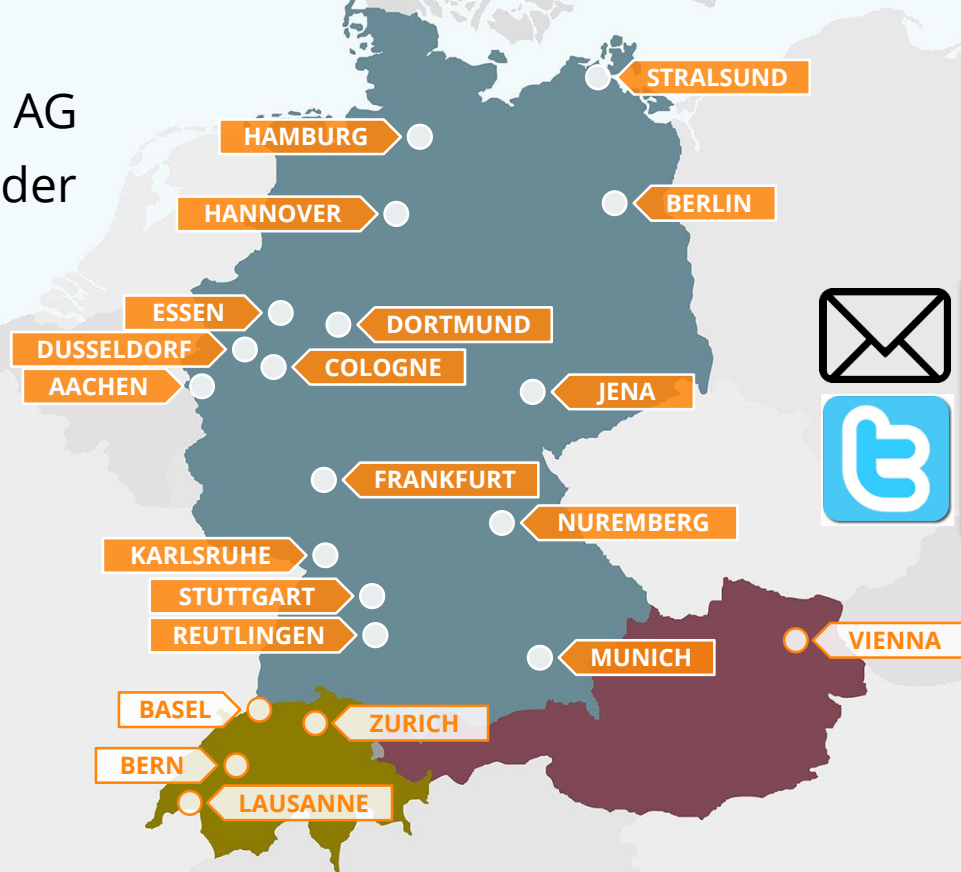 AG
der
STRALSUND
HAMBURG
HANNOVER
BERLIN
ESSEN
DORTMUND
DUSSELDORF
COLOGNE
AACHEN
JENA
FRANKFURT
NUREMBERG
KARLSRUHE
STUTTGART
REUTLINGEN
VIENNA
MUNICH
BASEL
ZURICH
BERN
LAUSANNE